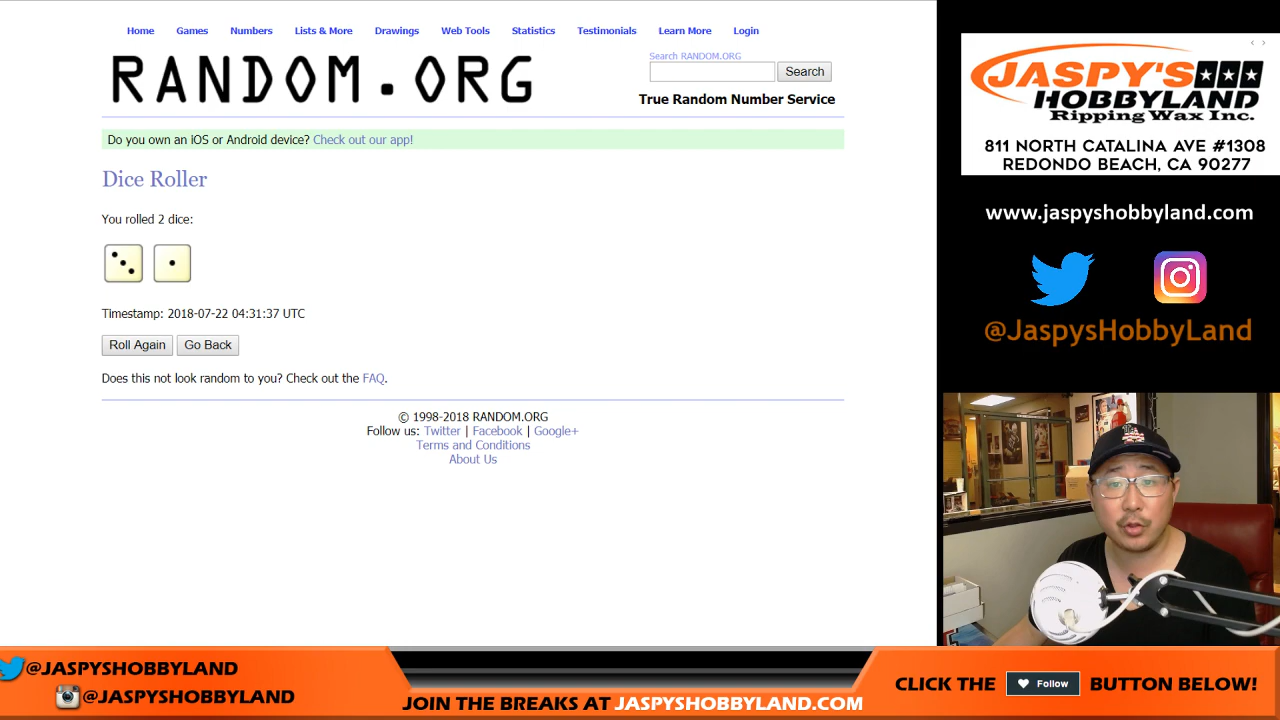 Home Games Numbers Lists & More Drawings Web Tools Statistics Testimonials Learn More Login
RANDOM.ORG
Search RANDOM.ORG
Search
True Random Number Service
Do you own an iOS or Android device? Check out our app!
Dice Roller
You rolled 2 dice:
Timestamp: 2018-07-22 04:31:37 UTC
Roll Again Go Back
Does this not look random to you? Check out the FAQ.
© 1998-2018 RANDOM.ORG
Follow us: Twitter | Facebook | Google+
Terms and Conditions
About Us
JASPY'S
HOBBYLAND
Ripping Wax Inc.
811 NORTH CATALINA AVE #1308
REDONDO BEACH, CA 90277
www.jaspyshobbyland.com
@JaspysHobbyLand
@JASPYSHOBBYLAND
@JASPYSHOBBYLAND
JOIN THE BREAKS AT JASPYSHOBBYLAND.COM
CLICK THE Follow BUTTON BELOW!